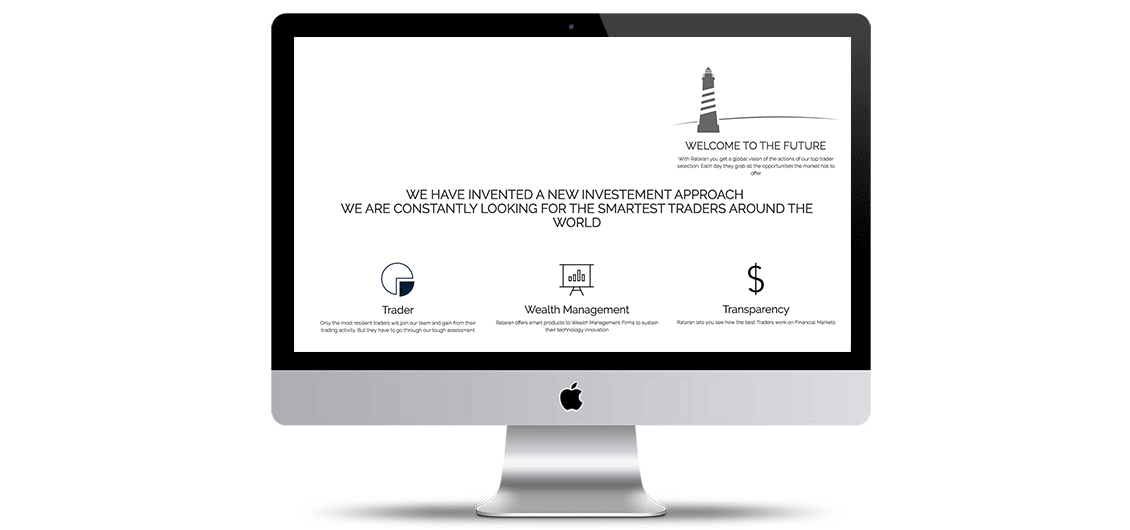 WELCOME TO THE FUTURE
With Rataran you get a global vision of the actions of our top trader
selection. Each day they grab all the opportunities the market has to
offer
WE HAVE INVENTED A NEW INVESTEMENT APPROACH
WE ARE CONSTANTLY LOOKING FOR THE SMARTEST TRADERS AROUND THE
WORLD
$
Trader
Wealth Management
Transparency
Only the most resilient traders will join our team and gain from their
trading activity. But they have to go through our tough assessment
Rataran offers smart products to Wealth Management Firms to sustain
their technology innovation
Rataran lets you see how the best Traders work on Financial Markets